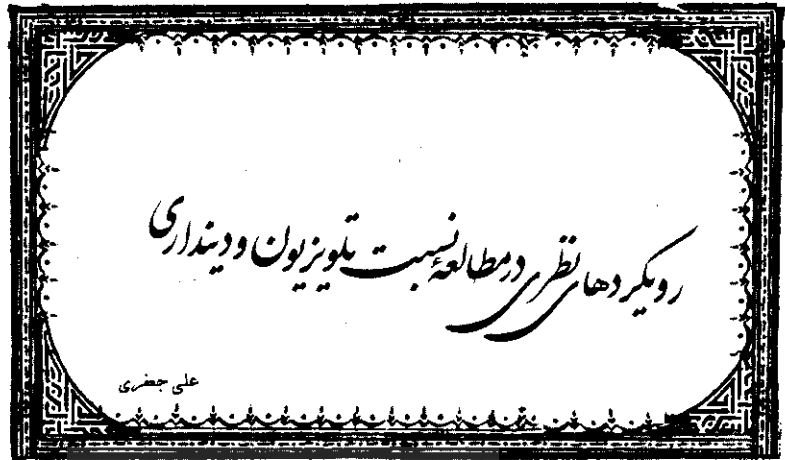 رویکردهای نظری در مطالعهٔ نسبت تلویزیون و دینداری
علی جعفری